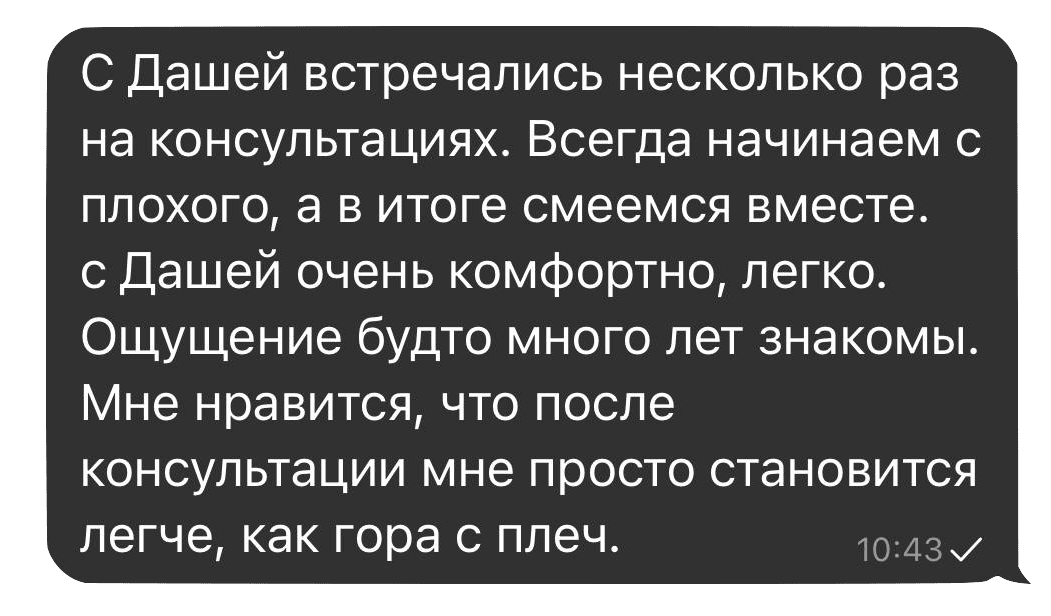 С Дашей встречались несколько раз
на консультациях. Всегда начинаем с
плохого, а в итоге смеемся вместе.
с Дашей очень комфортно, легко.
Ощущение будто много лет знакомы.
Мне нравится, что после
консультации мне просто становится
легче, как гора с плеч.
10:43